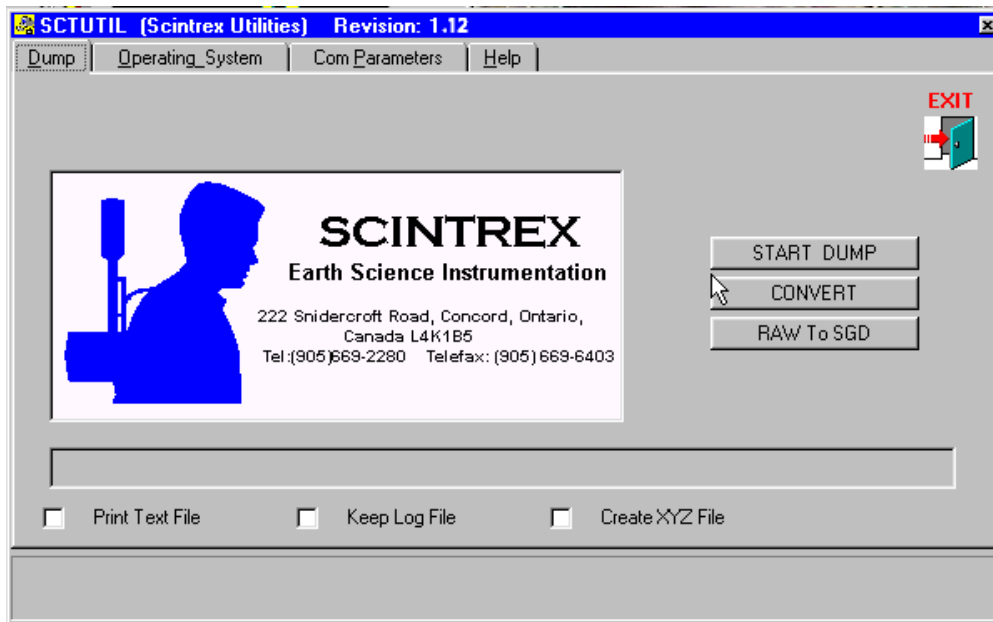 SCTUTIL (Scintrex Utilities) Revision: 1.12
Dump Operating_System Com Parameters Help
EXIT
SCINTREX
Earth Science Instrumentation
222 Snidercroft Road, Concord, Ontario,
Canada L4K1B5
Tel:(905)669-2280 Telefax: (905) 669-6403
START DUMP
CONVERT
RAW To SGD
Print Text File Keep Log File Create XYZ File